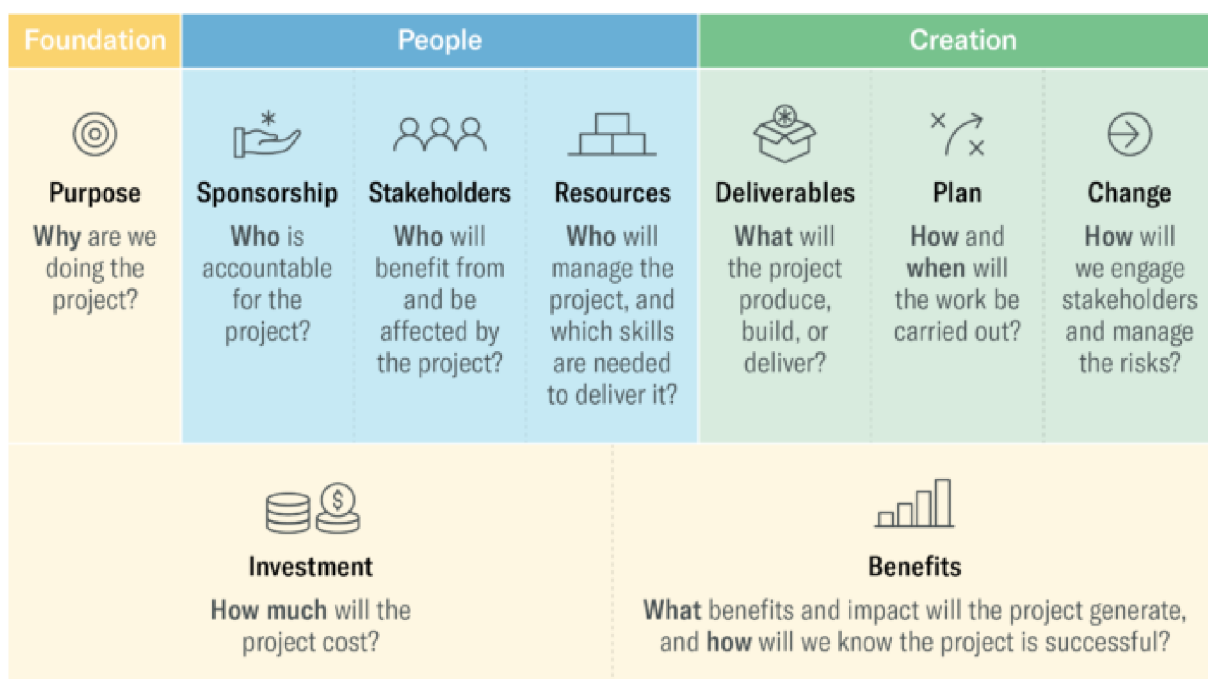 Foundation
People
Creation
Purpose
Why are we
doing the
project?
Sponsorship
Who is
accountable
for the
project?
Stakeholders
Who will
benefit from
and be
affected by
the project?
Resources
Who will
manage the
project, and
which skills
are needed
to deliver it?
Deliverables
What will
the project
produce,
build, or
deliver?
Plan
How and
when will
the work be
carried out?
Change
How will
we engage
stakeholders
and manage
the risks?
$
Investment
How much will the
project cost?
Benefits
What benefits and impact will the project generate,
and how will we know the project is successful?